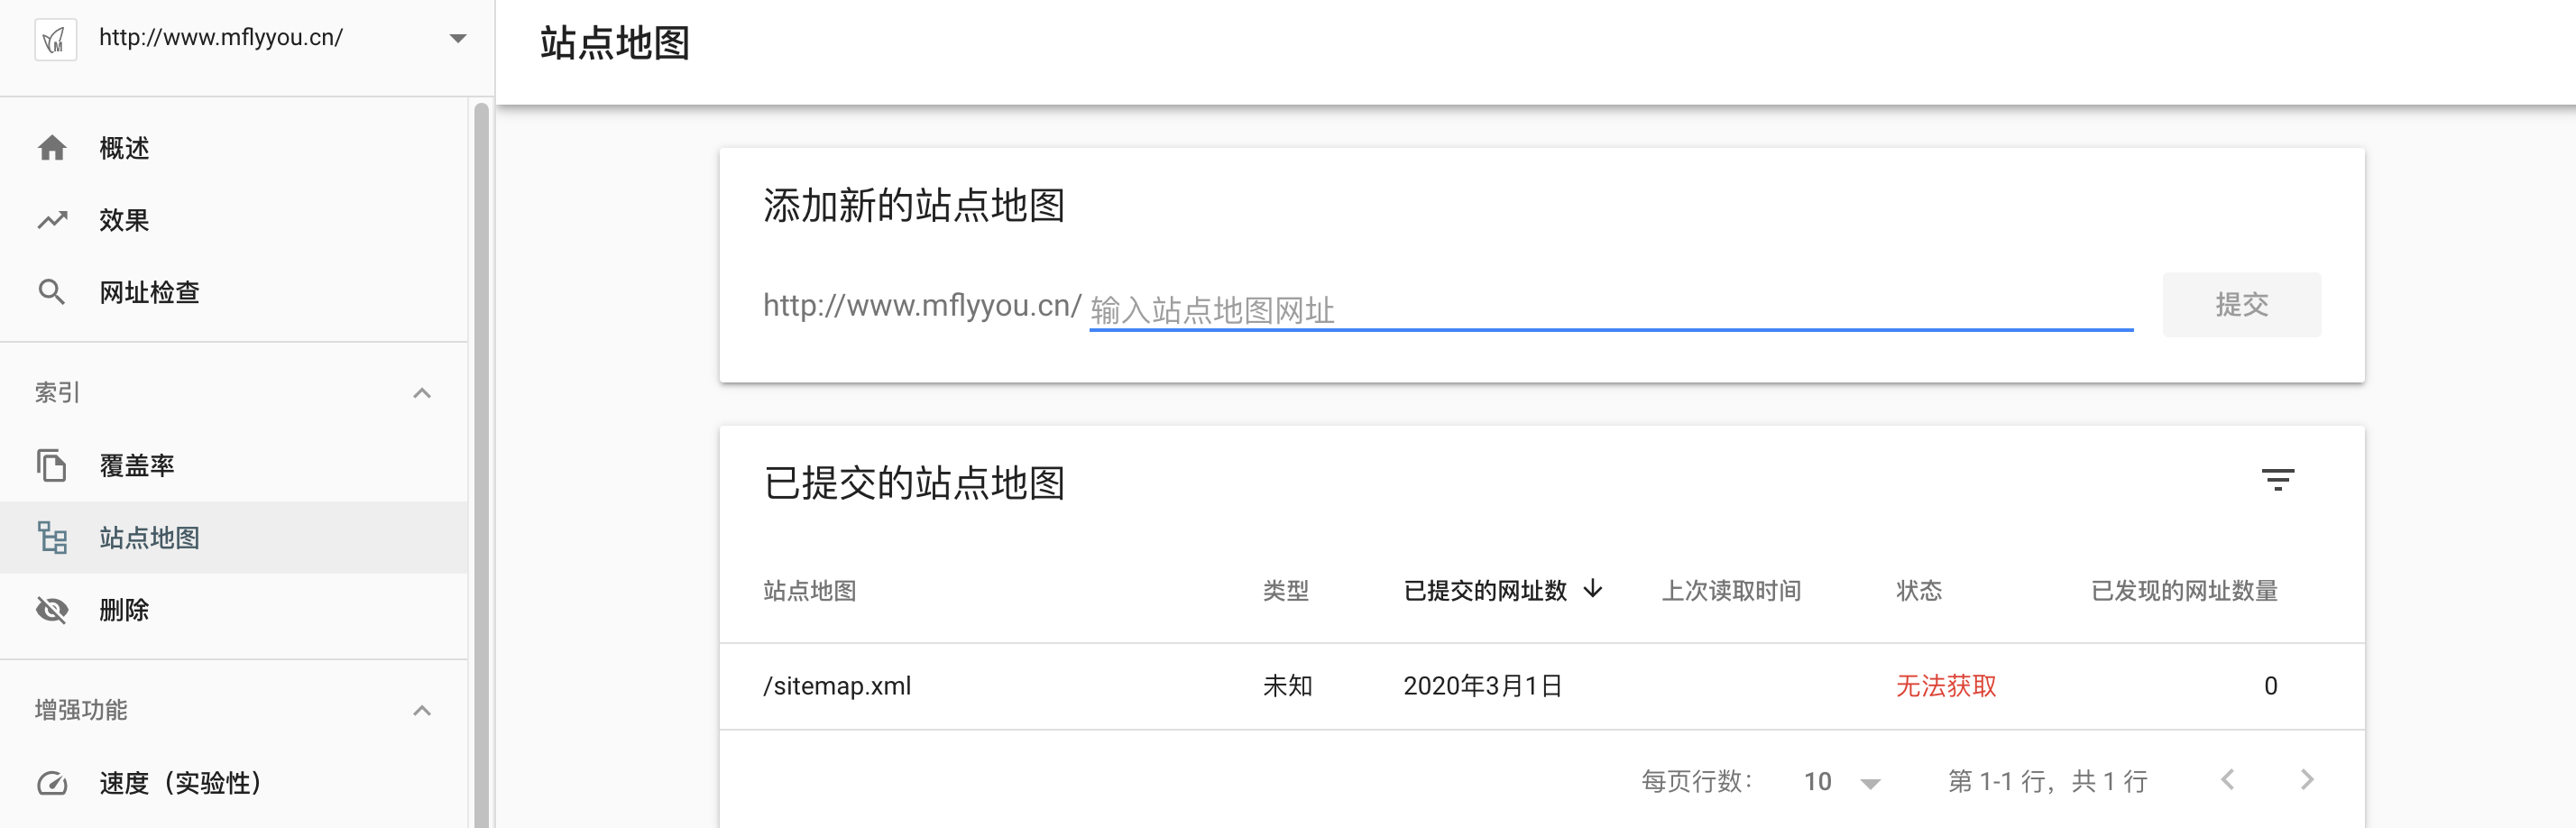 M
http://www.mflyyou.cn/
概述
效果
网址检查
索引
覆盖率
站点地图
删除
增强功能
速度（实验性）
站点地图
添加新的站点地图
http://www.mflyyou.cn/ 输入站点地图网址 提交
已提交的站点地图
站点地图 类型 已提交的网址数 上次读取时间 状态 已发现的网址数量
/sitemap.xml 未知 2020年3月1日 无法获取 0
每页行数： 10 第 1-1 行，共 1 行